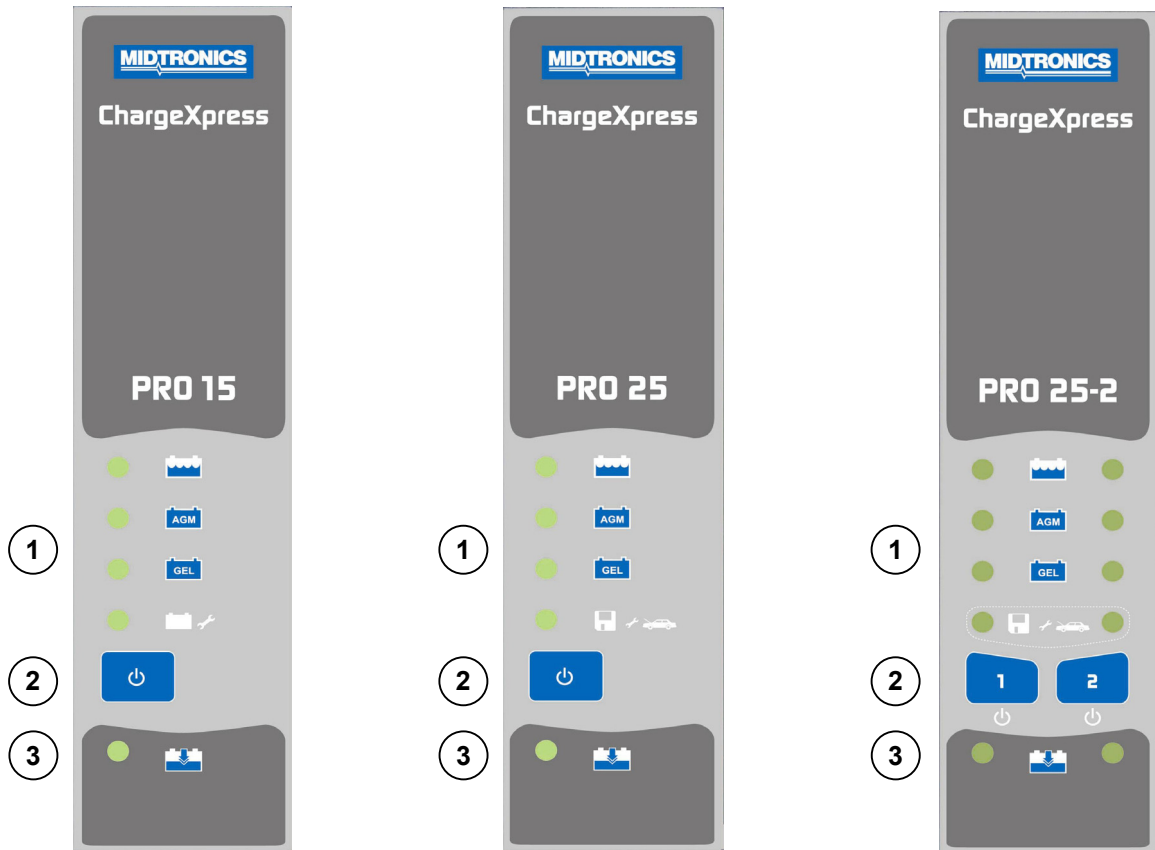 MIDTRONICS
ChargeXpress
PRO 15
AGM
GEL
1
2
3
MIDTRONICS
ChargeXpress
PRO 25
AGM
GEL
1
2
3
MIDTRONICS
ChargeXpress
PRO 25-2
AGM
GEL
1 2
1
2
3